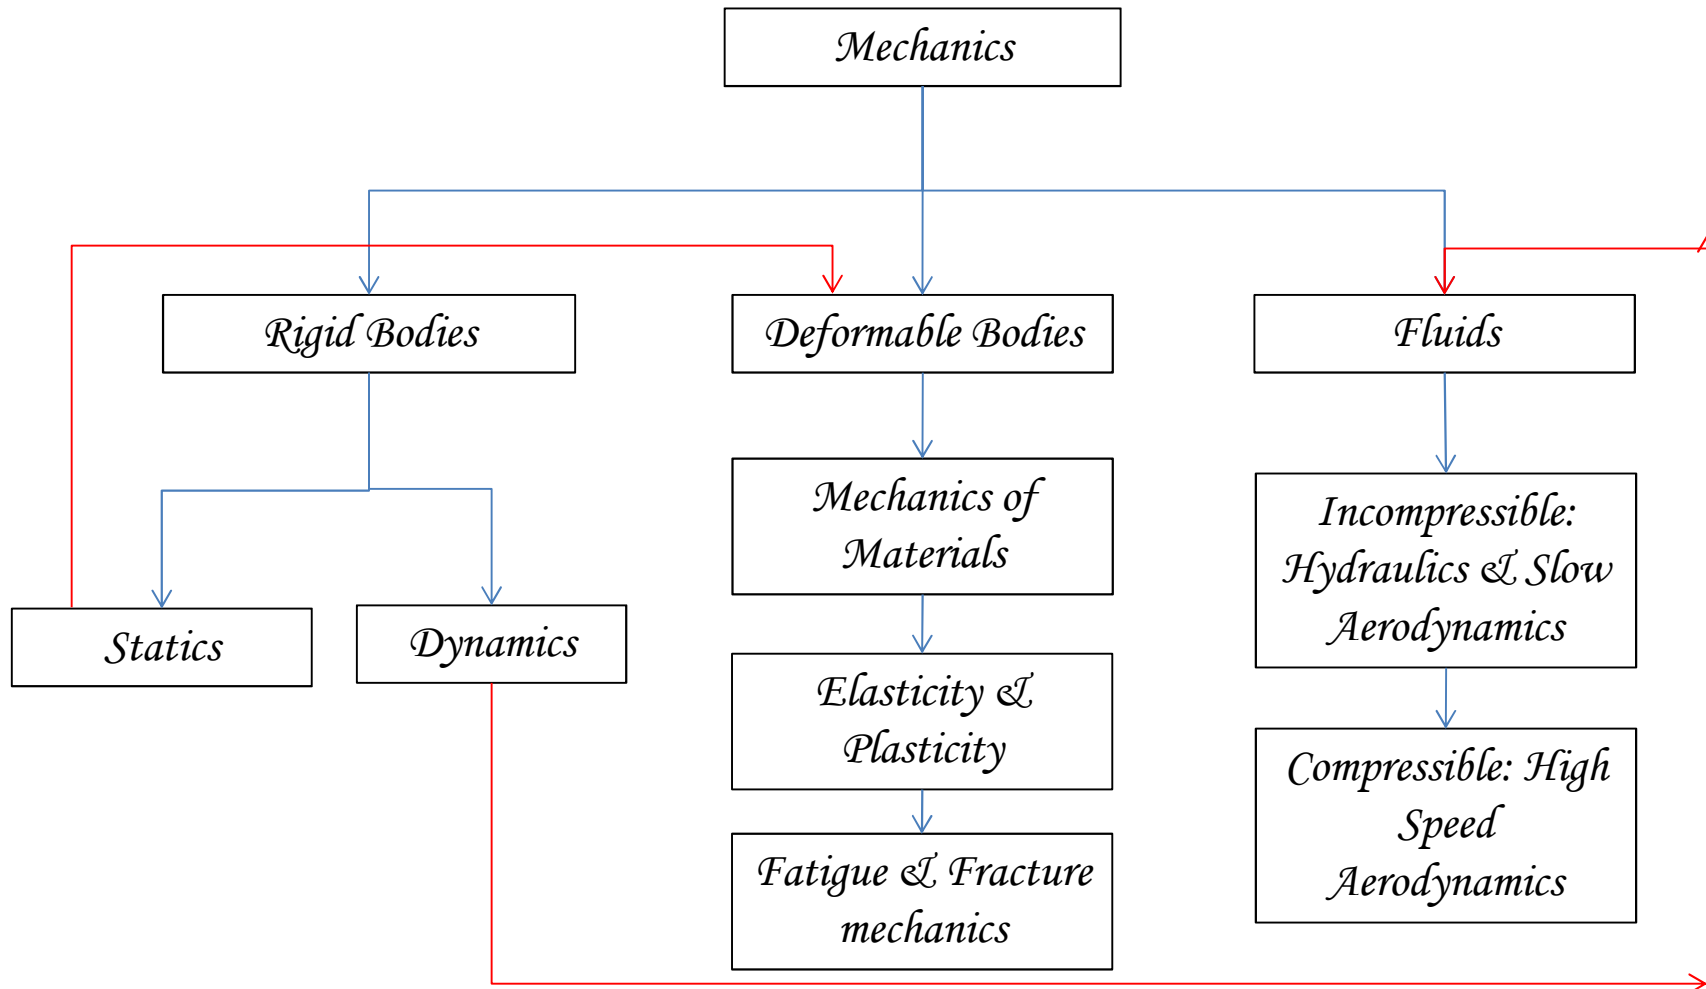 Mechanics
Rigid Bodies
Deformable Bodies
Fluids
Mechanics of
Materials
Incompressible:
Hydraulics & Slow
Aerodynamics
Statics
Dynamics
Elasticity &
Plasticity
Compressible: High
Speed
Aerodynamics
Fatigue & Fracture
mechanics